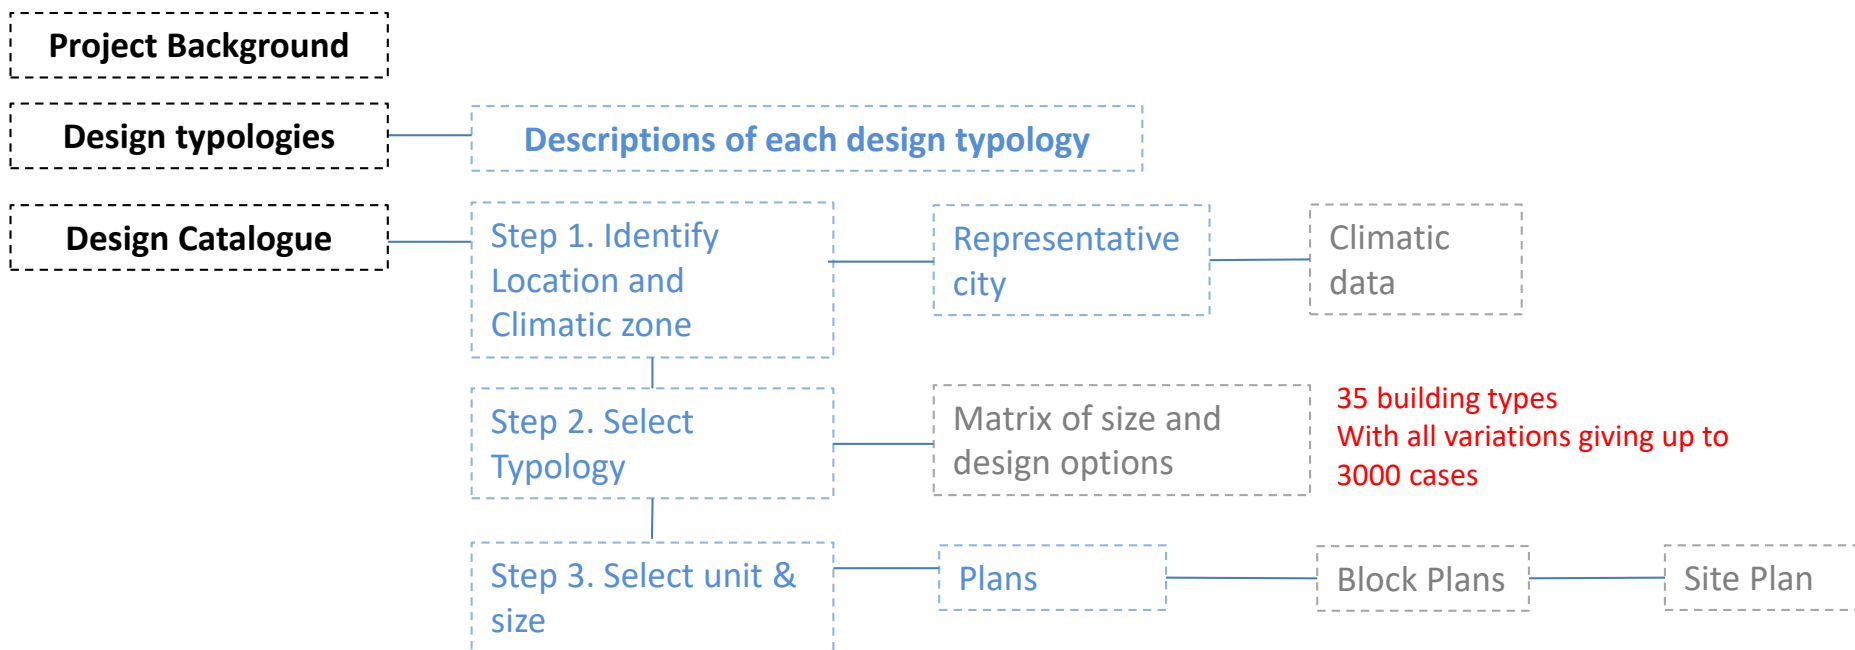 Project Background
Design typologies
Descriptions of each design typology
Design Catalogue
Step 1. Identify
Location and
Climatic zone
Representative
city
Climatic
data
Step 2. Select
Typology
Matrix of size and
design options
35 building types
With all variations giving up to
3000 cases
Step 3. Select unit &
size
Plans
Block Plans
Site Plan